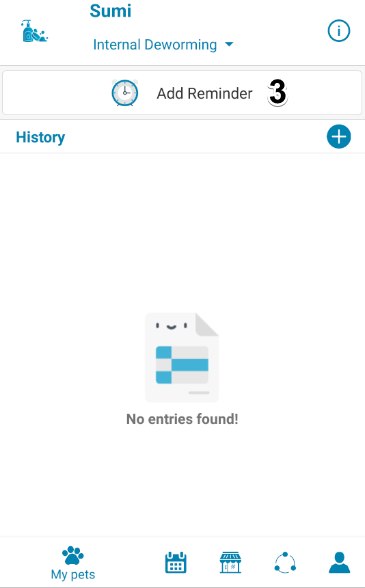 Sumi
Internal Deworming
Add Reminder 3
History
No entries found!
My pets